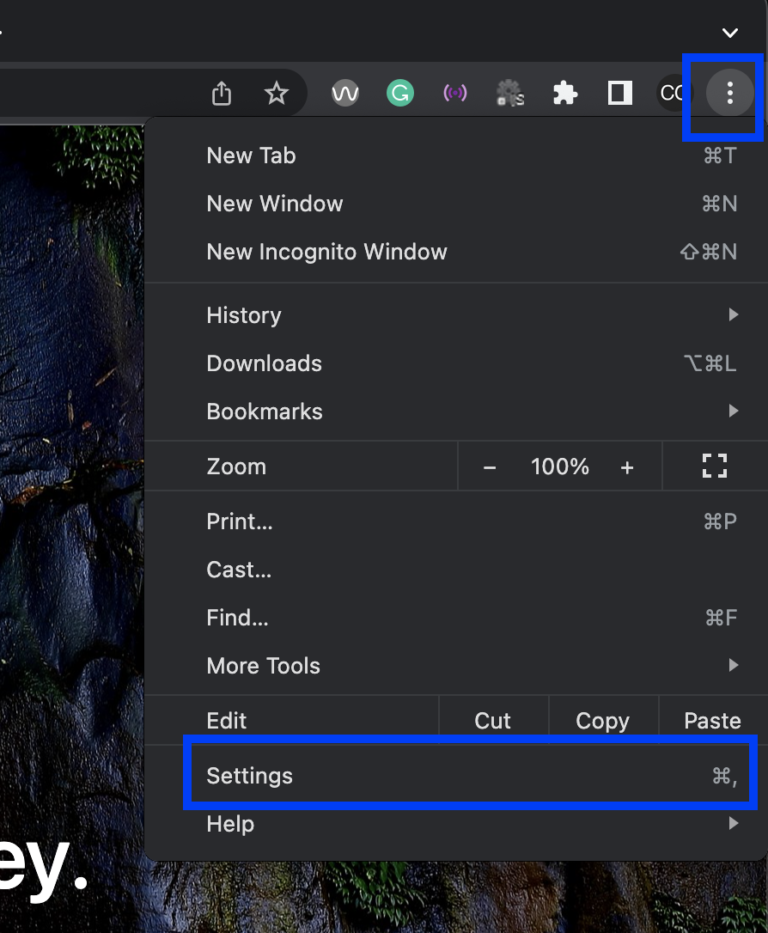 CC
New Tab ⌘T
New Window ⌘N
New Incognito Window ⇧⌘N
History
Downloads ⌥⌘L
Bookmarks
Zoom − 100% +
Print... ⌘P
Cast...
Find... ⌘F
More Tools
Edit Cut Copy Paste
Settings ⌘,
Help
ey.